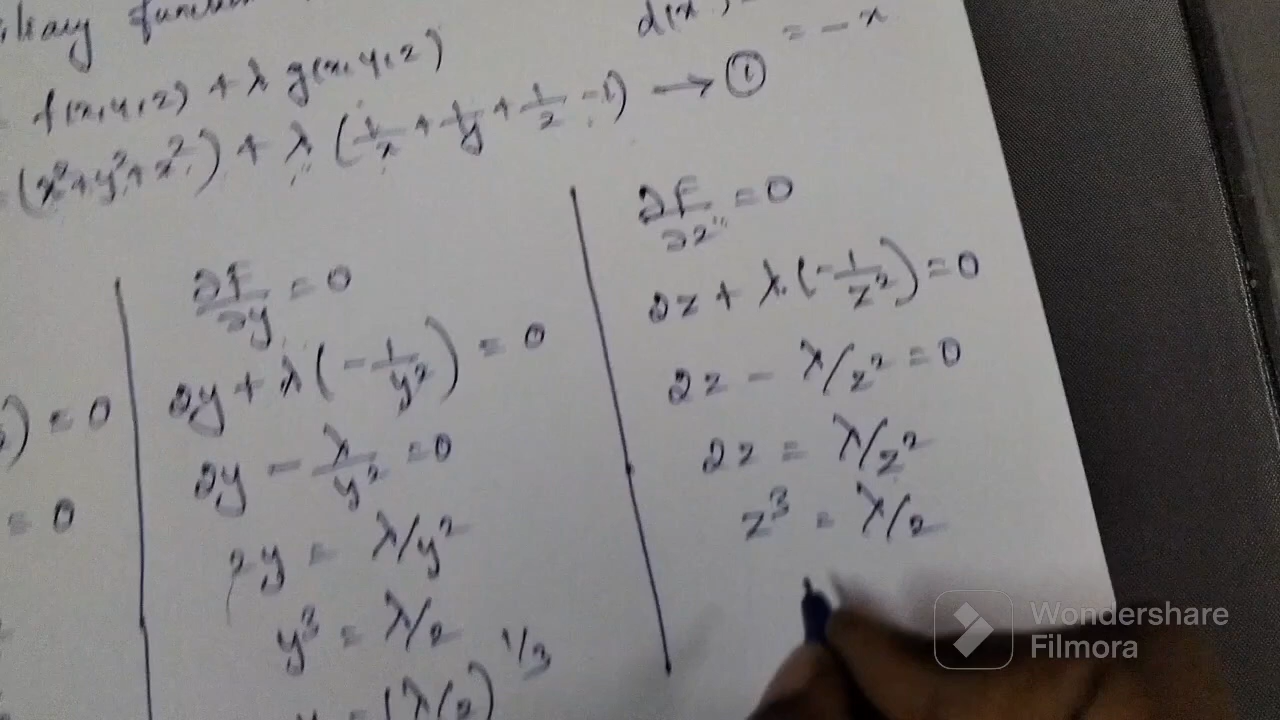 iliary function
d(x
= -x
= f(x,y,z) + λ g(x,y,z)
= (x²+y²+z²) + λ (1/x + 1/y + 1/z - 1) → ①
) = 0
= 0
∂F/∂y = 0
2y + λ (-1/y²) = 0
2y - λ/y² = 0
2y = λ/y²
y³ = λ/2
= (λ/2)^1/3
∂F/∂z = 0
2z + λ (-1/z²) = 0
2z - λ/z² = 0
2z = λ/z²
z³ = λ/2
Wondershare
Filmora